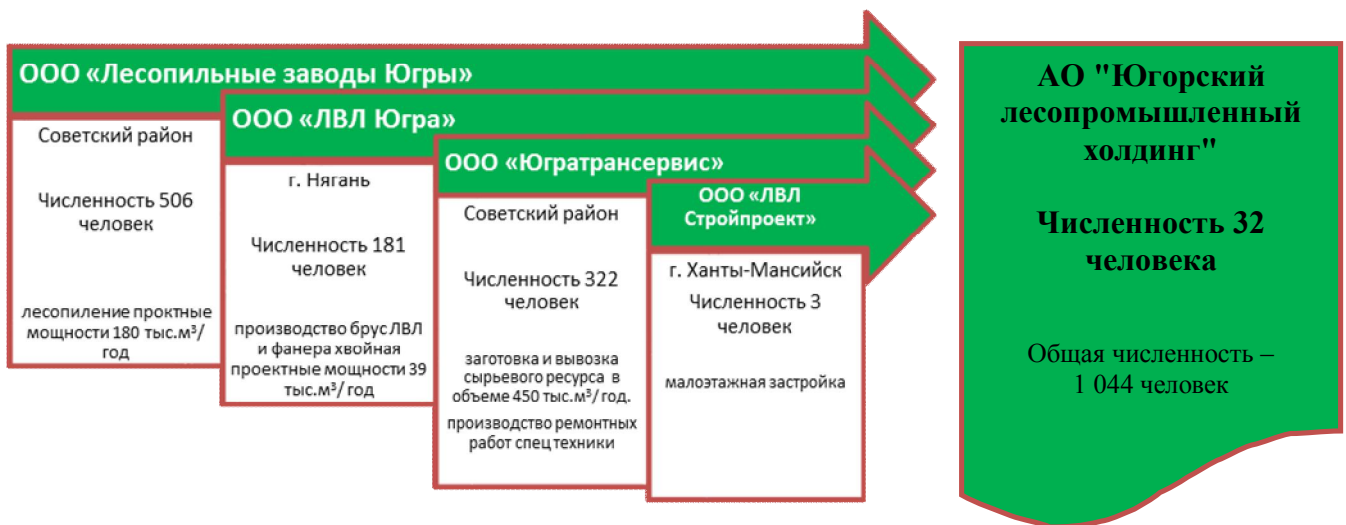 ООО «Лесопильные заводы Югры»
Советский район
Численность 506
человек
лесопиление проктные
мощности 180 тыс.м³/
год
ООО «ЛВЛ Югра»
г. Нягань
Численность 181
человек
производство брус ЛВЛ
и фанера хвойная
проектные мощности 39
тыс.м³/год
ООО «Югратрансервис»
Советский район
Численность 322
человек
заготовка и вывозка
сырьевого ресурса в
объеме 450 тыс.м³/год.
производство ремонтных
работ спец техники
ООО «ЛВЛ
Стройпроект»
г. Ханты-Мансийск
Численность 3
человек
малоэтажная застройка
АО "Югорский
лесопромышленный
холдинг"
Численность 32
человека
Общая численность –
1 044 человек